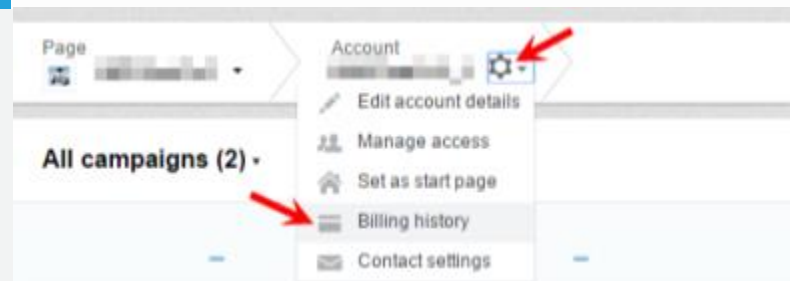 Page
Account
Edit account details
Manage access
All campaigns (2)
Set as start page
Billing history
Contact settings